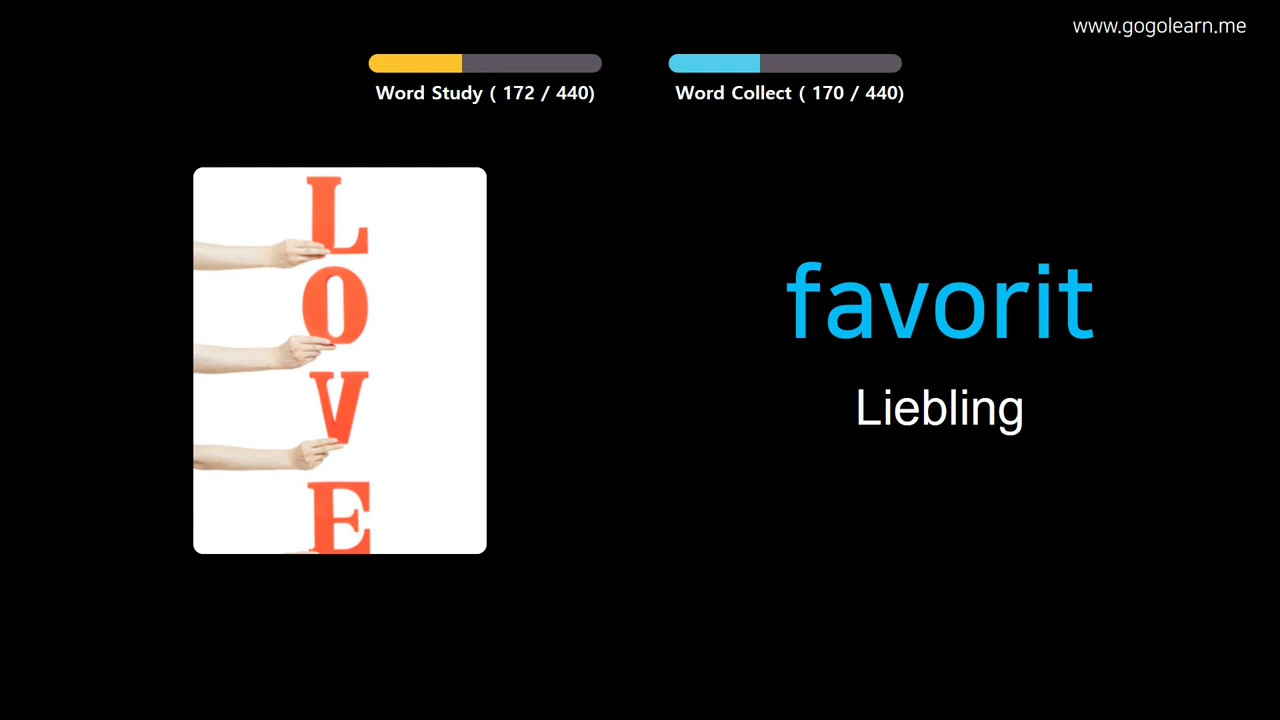 www.gogolearn.me
Word Study ( 172 / 440)
Word Collect ( 170 / 440)
L
O
V
E
favorit
Liebling